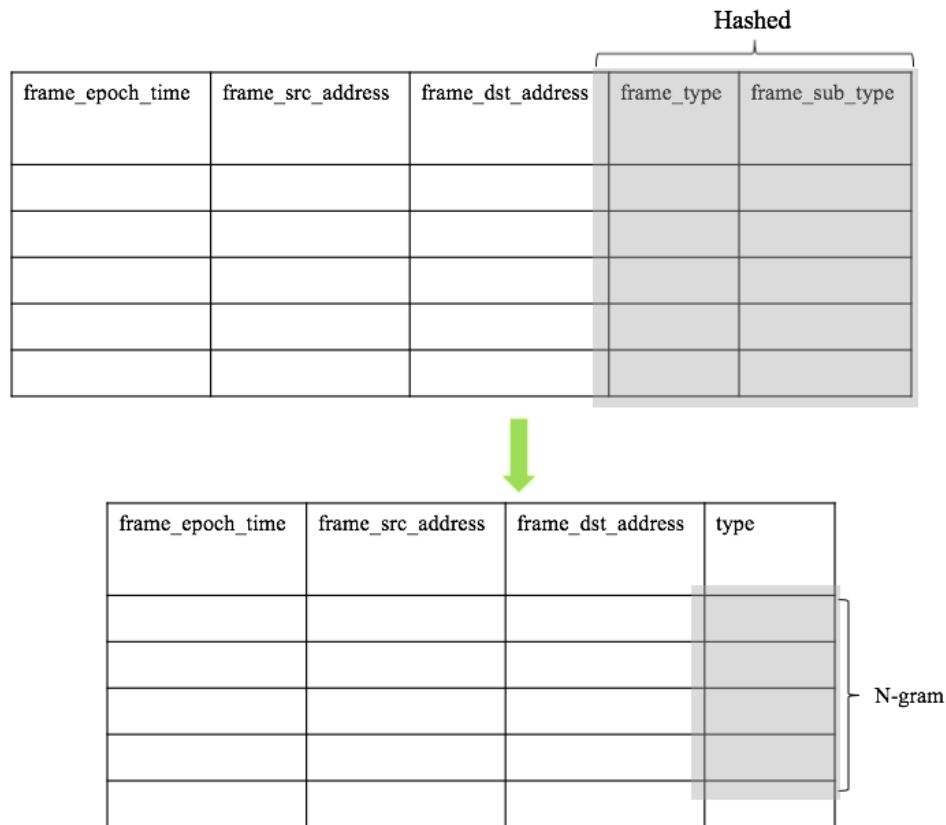 Hashed
frame_epoch_time frame_src_address frame_dst_address frame_type frame_sub_type
frame_epoch_time frame_src_address frame_dst_address type
N-gram